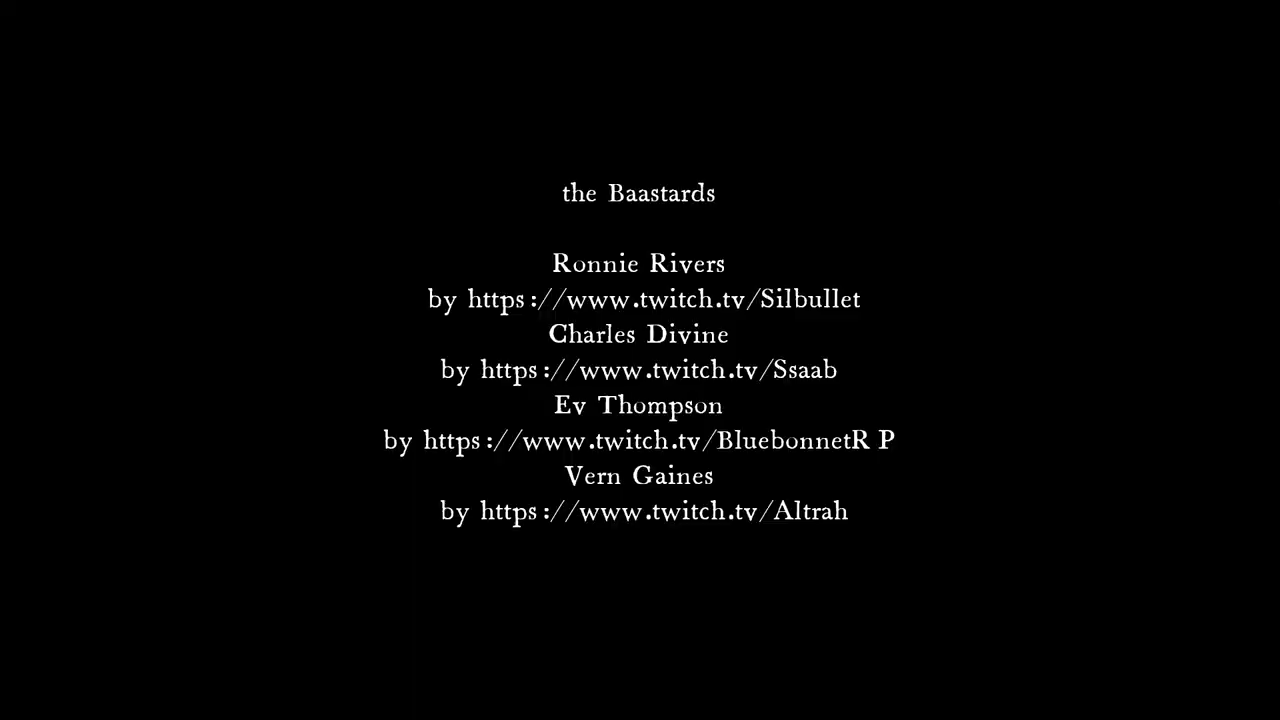 the Baastards
Ronnie Rivers
by https://www.twitch.tv/Silbullet
Charles Divine
by https://www.twitch.tv/Ssaab
Ev Thompson
by https://www.twitch.tv/BluebonnetRP
Vern Gaines
by https://www.twitch.tv/Altrah